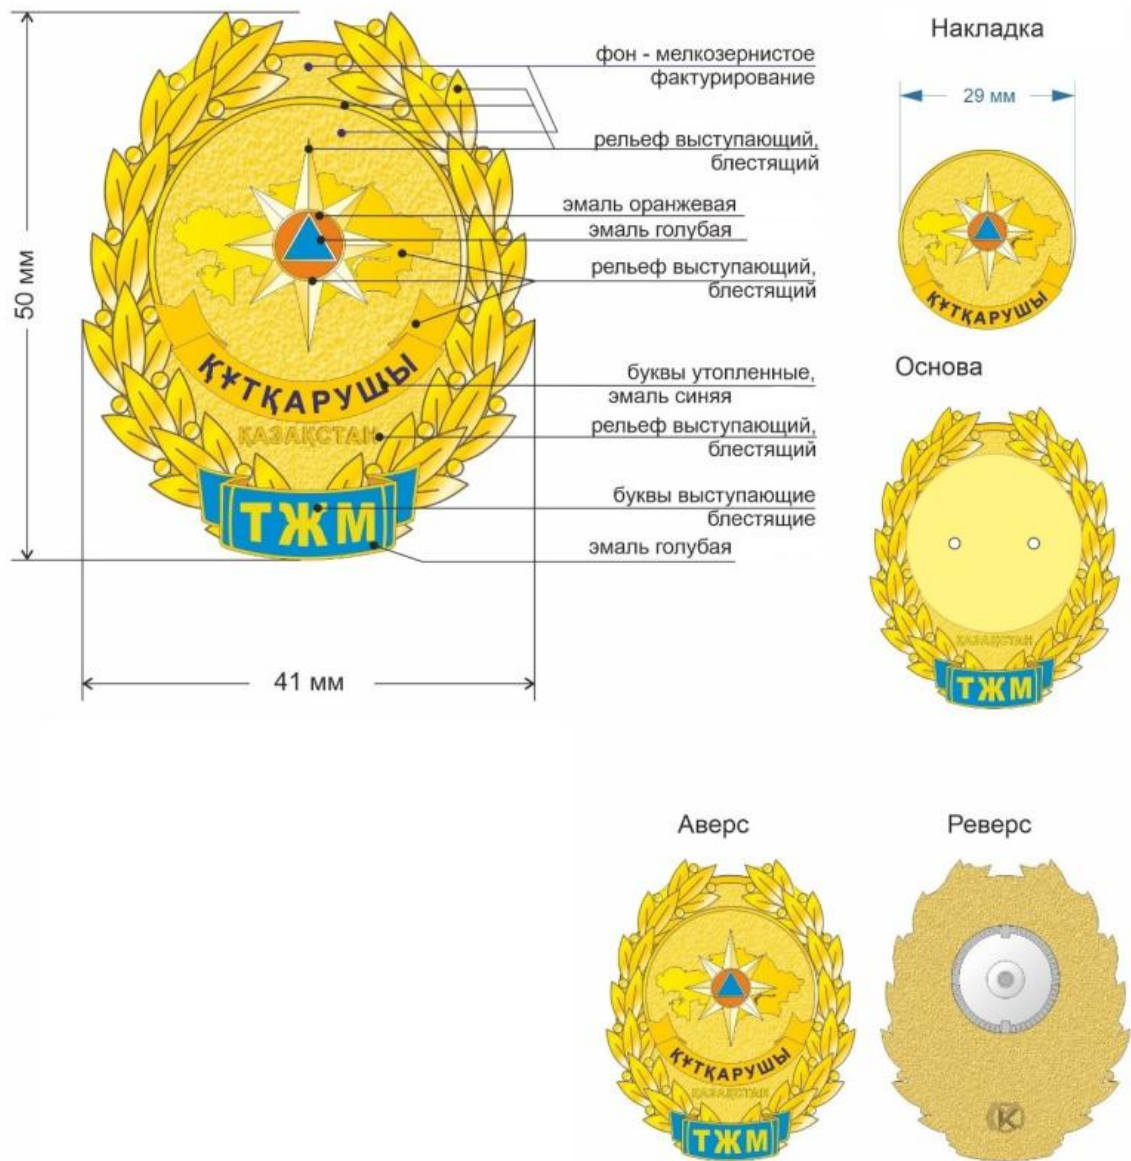 фон - мелкозернистое
фактурирование
рельеф выступающий,
блестящий
эмаль оранжевая
эмаль голубая
рельеф выступающий,
блестящий
буквы утопленные,
эмаль синяя
рельеф выступающий,
блестящий
буквы выступающие
блестящие
эмаль голубая
50 мм
41 мм
ҚҰТҚАРУШЫ
ҚАЗАҚСТАН
ТЖМ
Накладка
29 мм
ҚҰТҚАРУШЫ
Основа
ҚАЗАҚСТАН
ТЖМ
Аверс
ҚҰТҚАРУШЫ
ҚАЗАҚСТАН
ТЖМ
Реверс
К